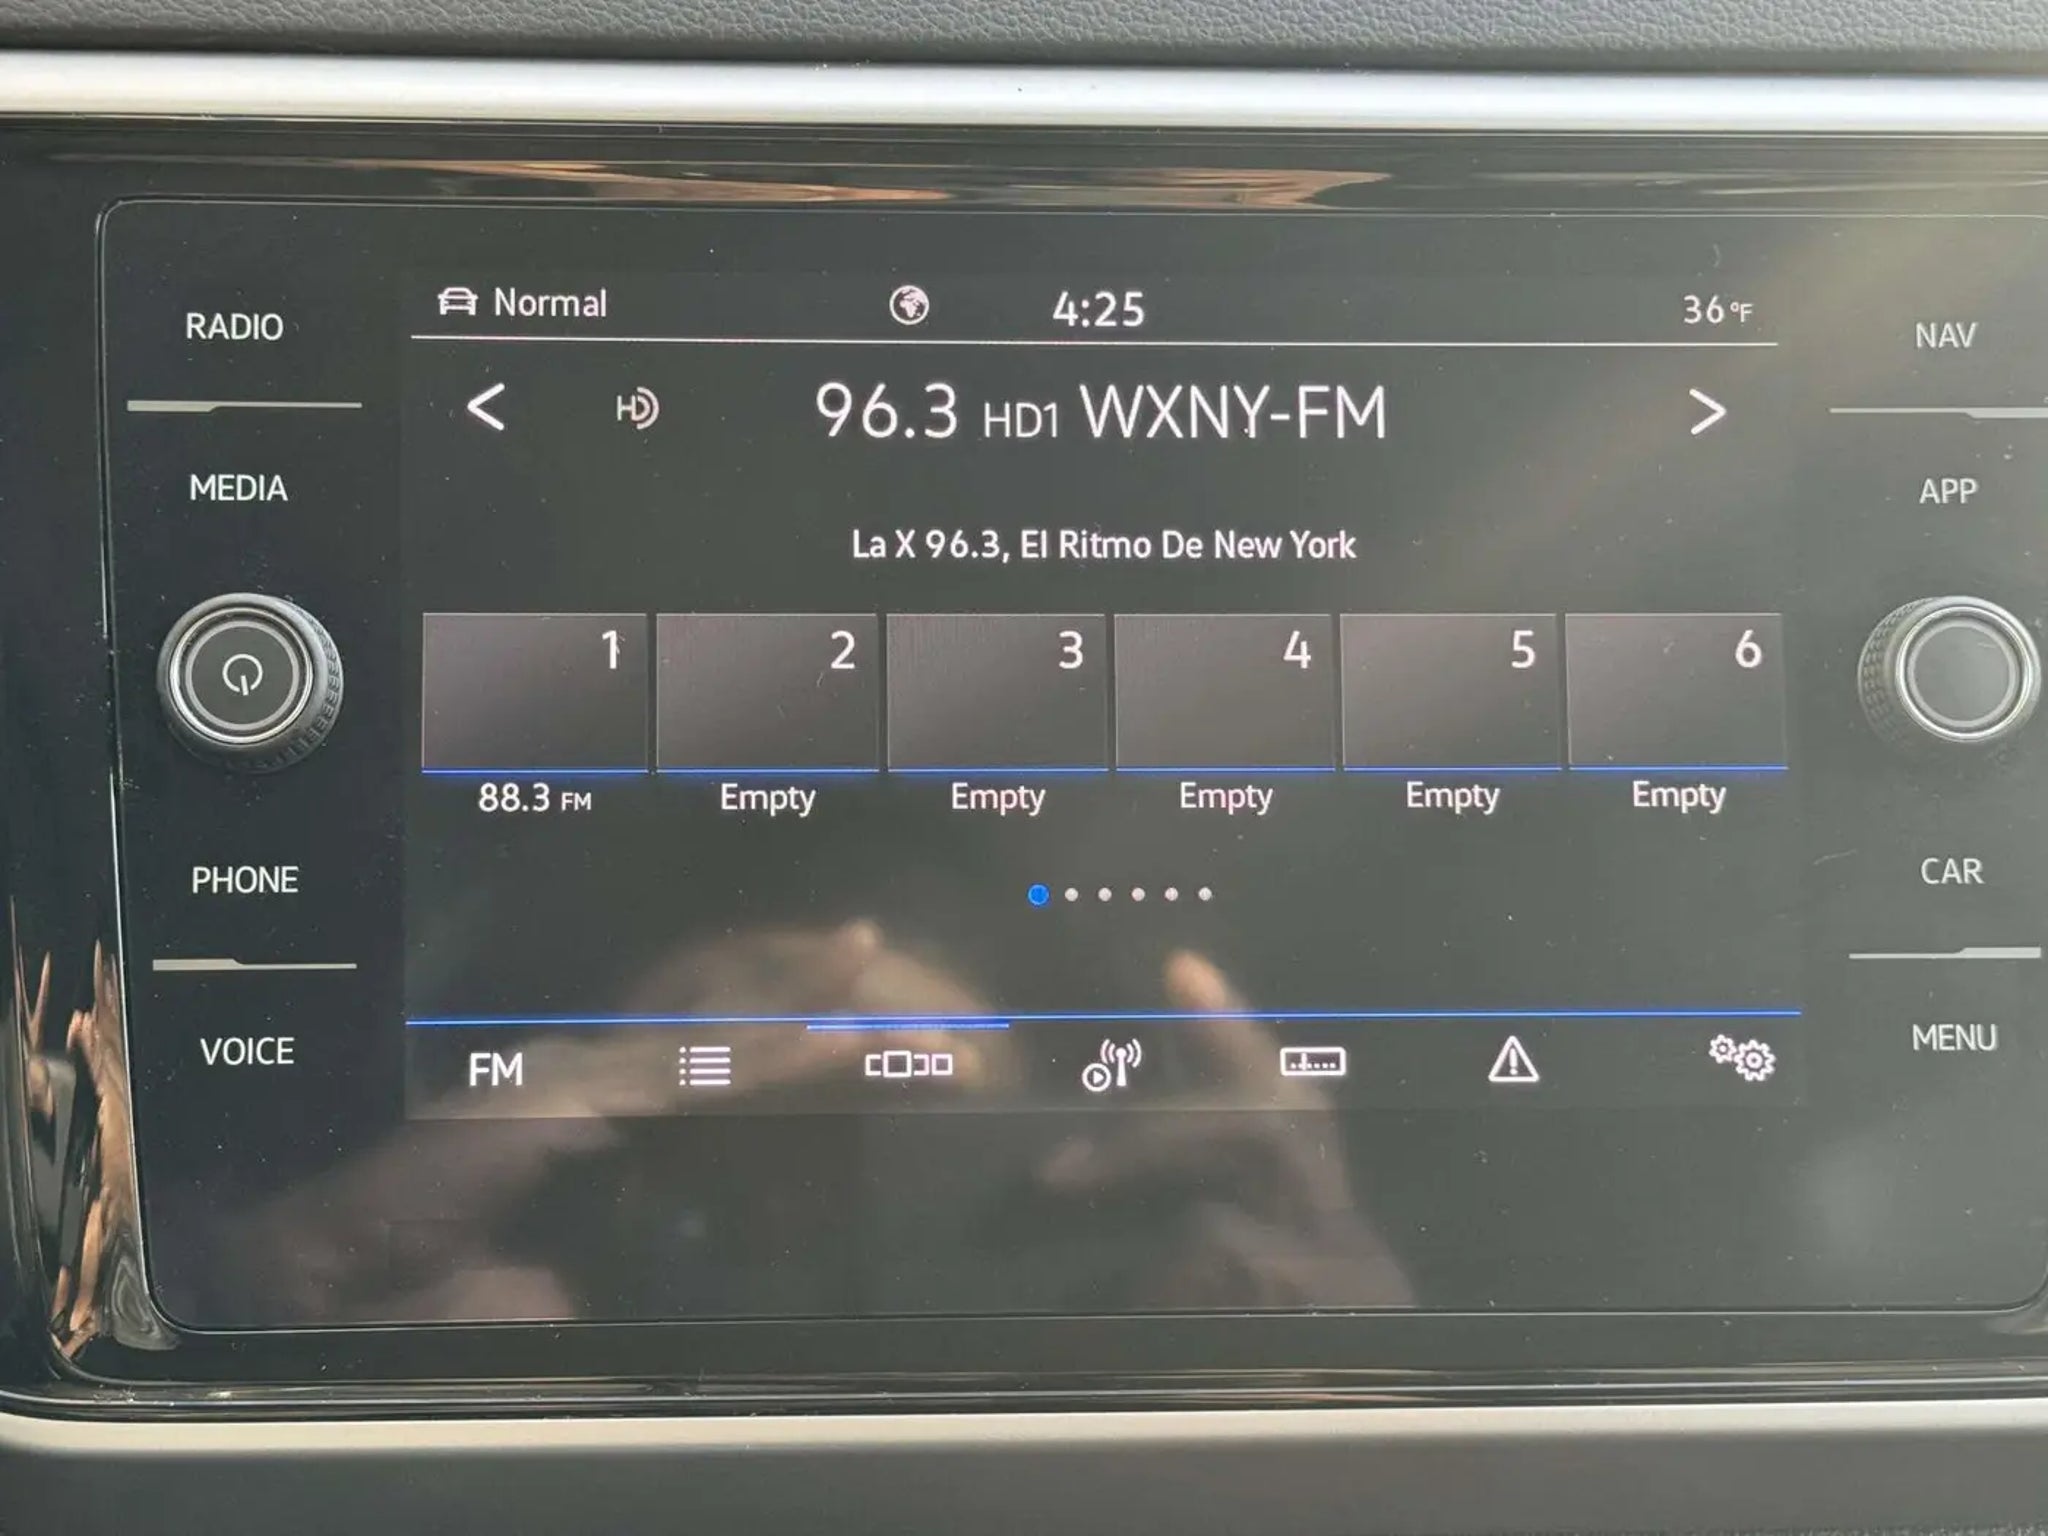 RADIO
MEDIA
PHONE
VOICE
Normal 4:25 36°F
< HD 96.3 HD1 WXNY-FM >
La X 96.3, El Ritmo De New York
1 2 3 4 5 6
88.3 FM Empty Empty Empty Empty Empty
FM
NAV
APP
CAR
MENU